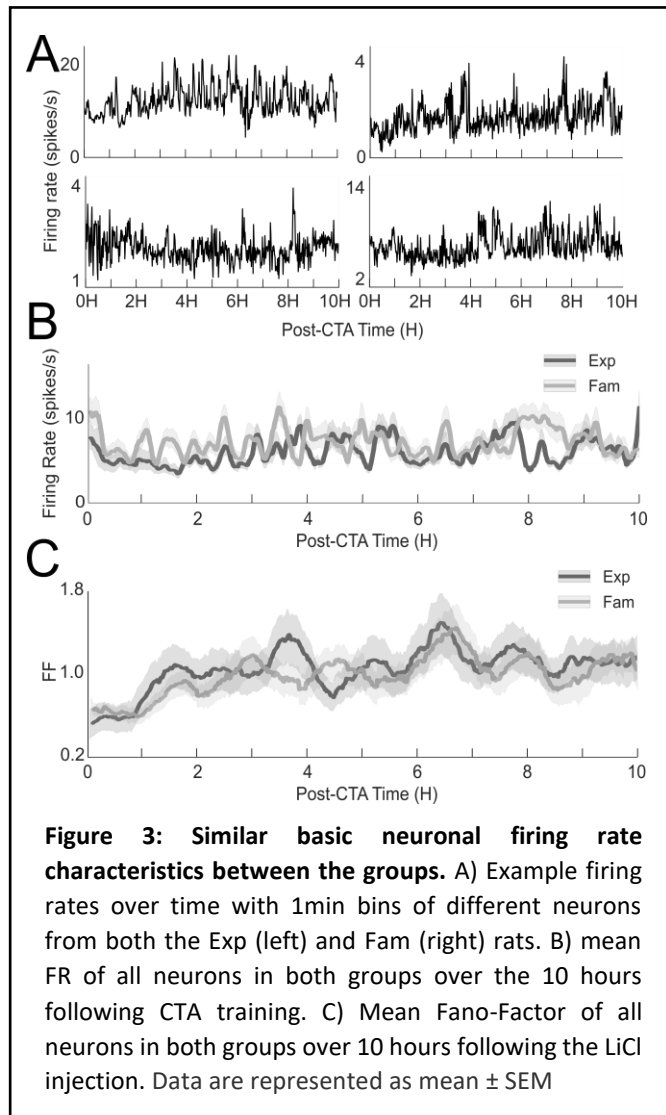 A
20
0
4
0
Firing rate (spikes/s)
4
1
14
2
0H 2H 4H 6H 8H 10H
0H 2H 4H 6H 8H 10H
Post-CTA Time (H)
Post-CTA Time (H)
B
Exp
Fam
Firing Rate (spikes/s)
10
0
0 2 4 6 8 10
Post-CTA Time (H)
C
Exp
Fam
1.8
1.0
0.2
FF
0 2 4 6 8 10
Post-CTA Time (H)
Figure 3: Similar basic neuronal firing rate
characteristics between the groups. A) Example firing
rates over time with 1min bins of different neurons
from both the Exp (left) and Fam (right) rats. B) mean
FR of all neurons in both groups over the 10 hours
following CTA training. C) Mean Fano-Factor of all
neurons in both groups over 10 hours following the LiCl
injection. Data are represented as mean ± SEM